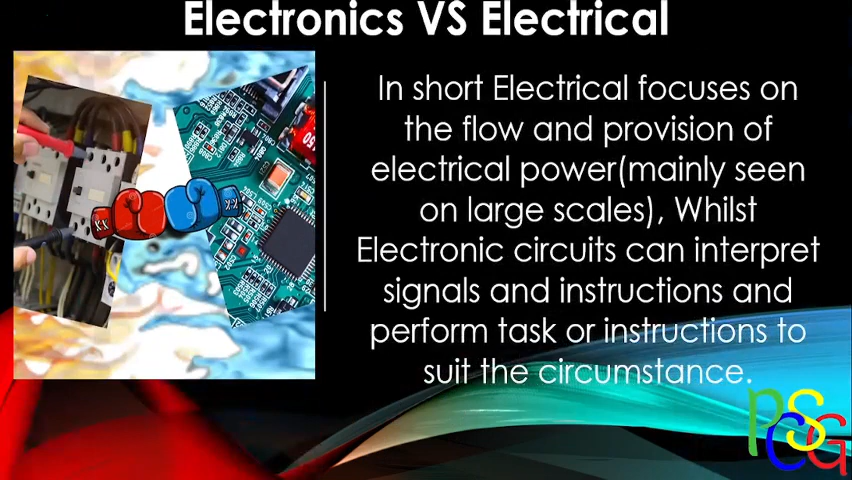 Electronics VS Electrical
In short Electrical focuses on
the flow and provision of
electrical power(mainly seen
on large scales), Whilst
Electronic circuits can interpret
signals and instructions and
perform task or instructions to
suit the circumstance.
PCSG